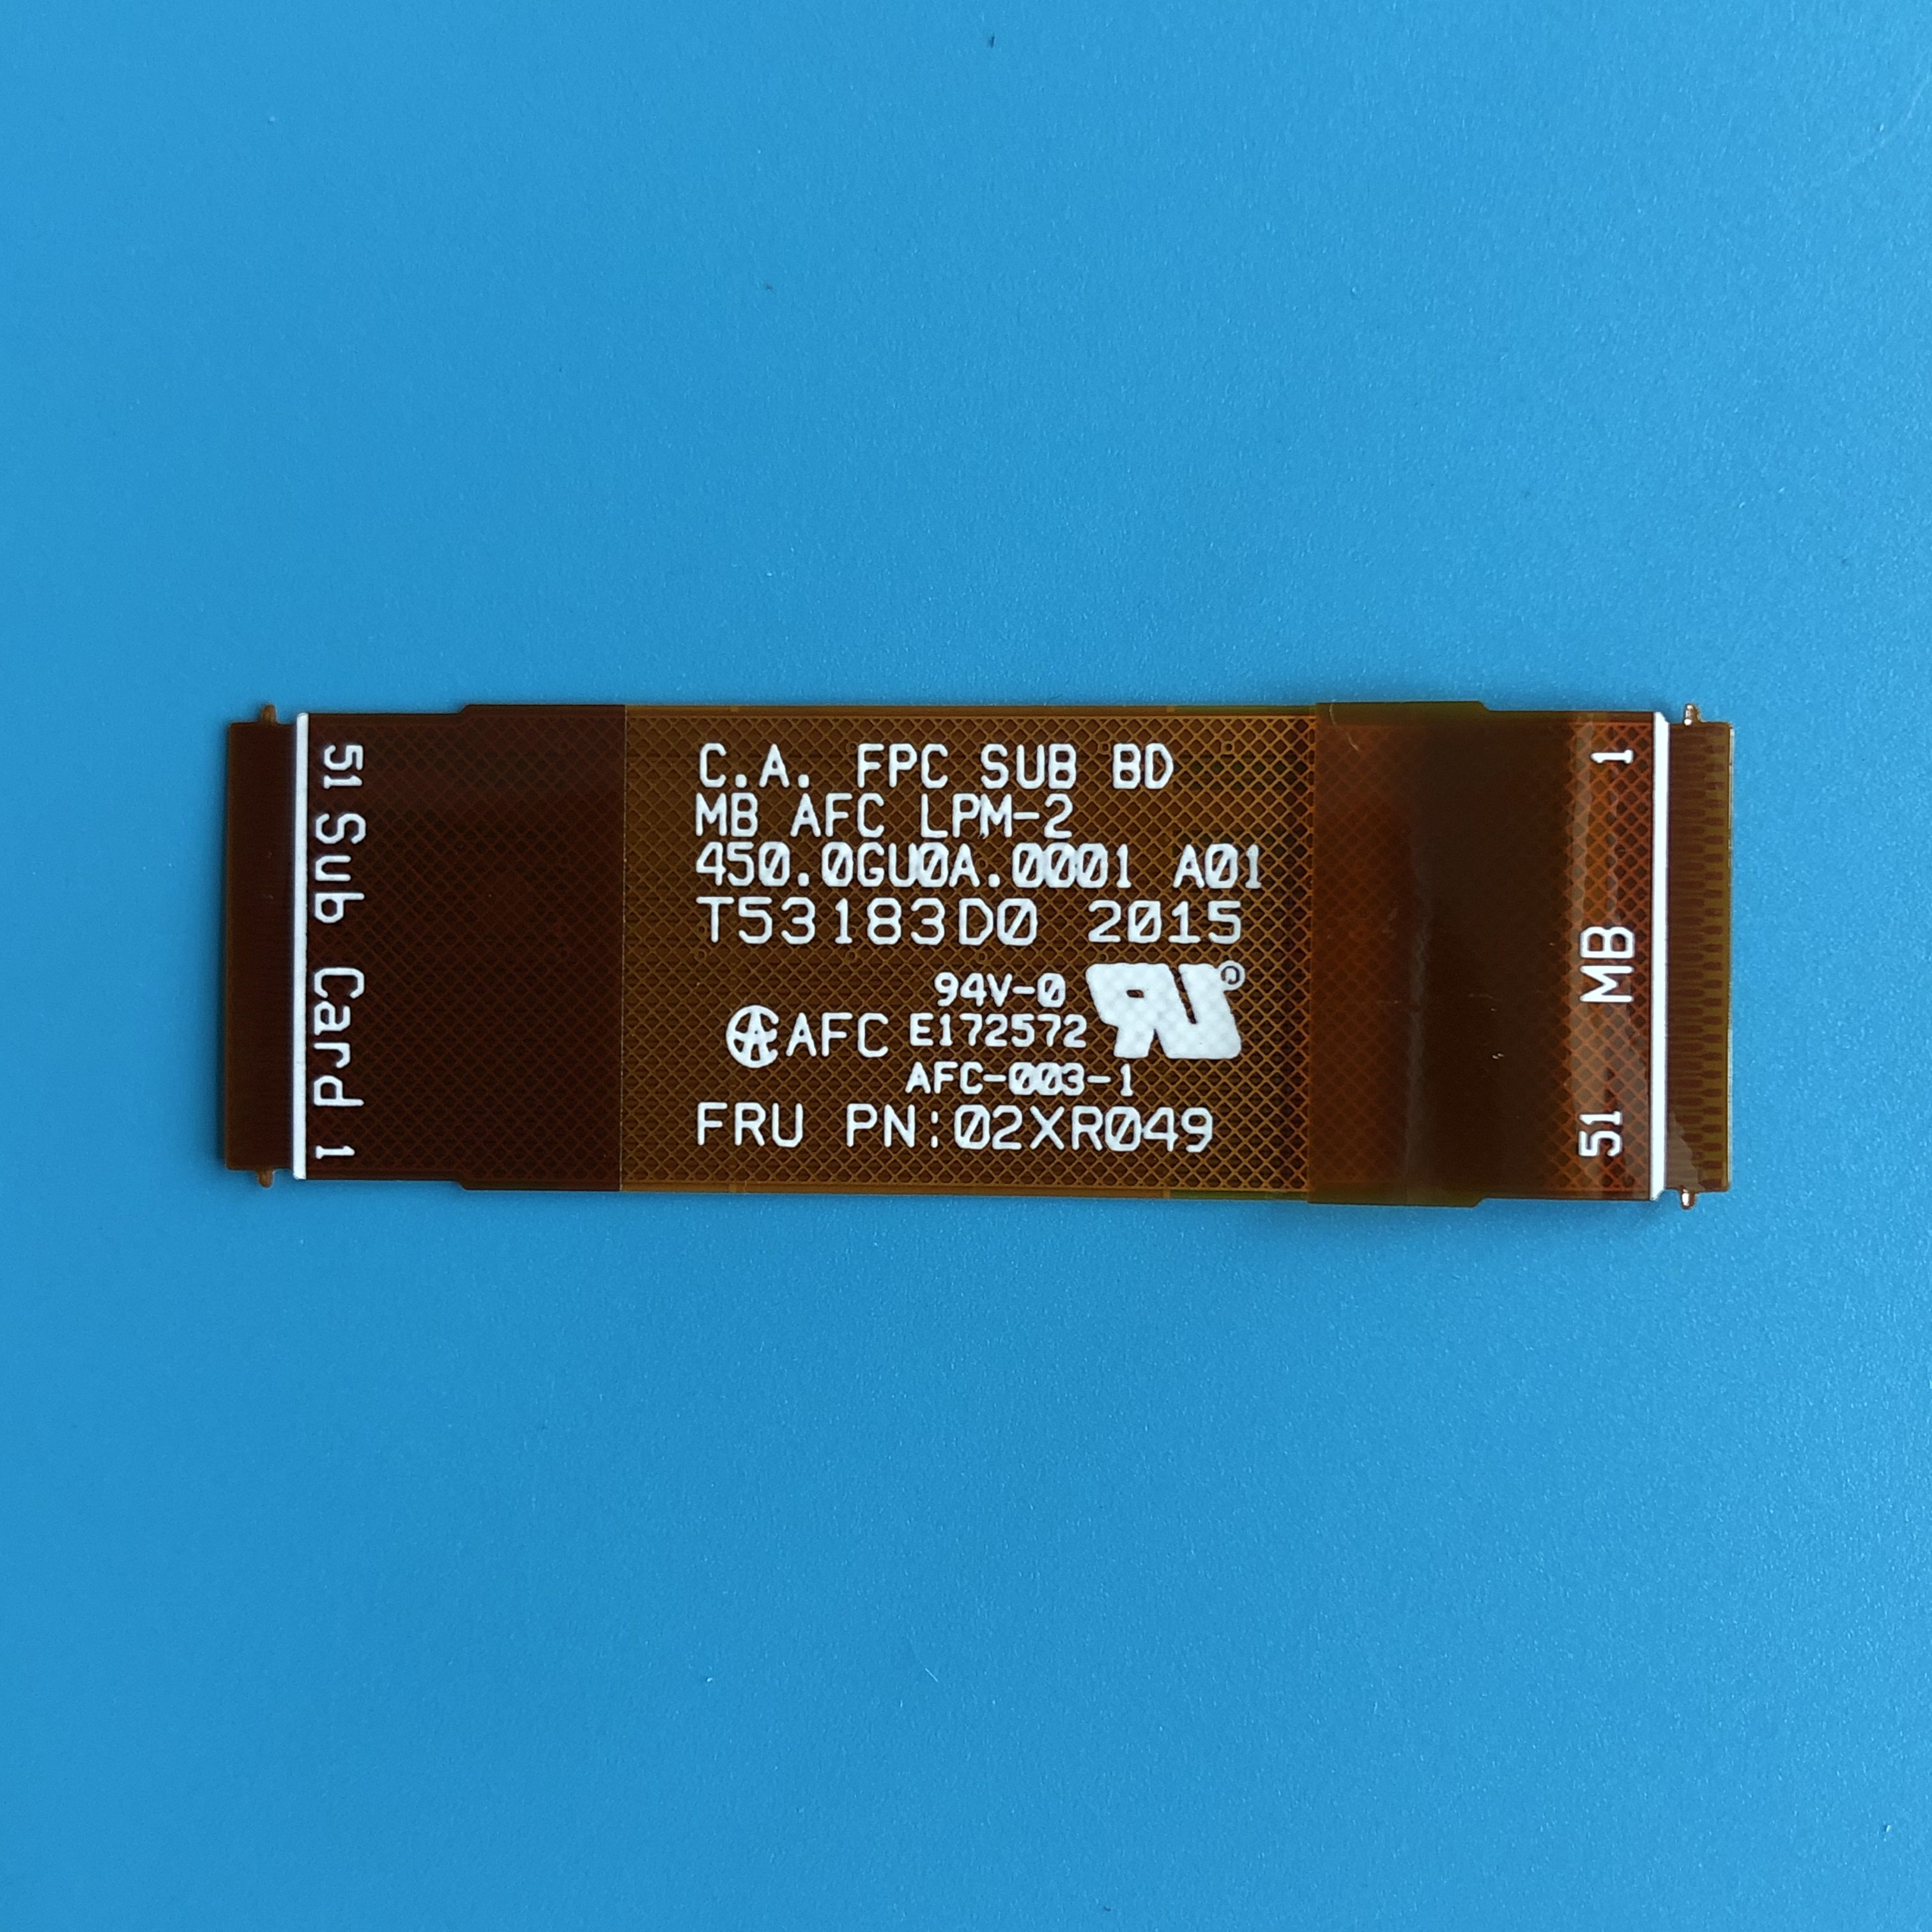 51 Sub Card 1
C.A. FPC SUB BD
MB AFC LPM-2
450.0GU0A.0001 A01
T53183D0 2015
94V-0
AFC E172572
AFC-003-1
FRU PN:02XR049
51 MB 1